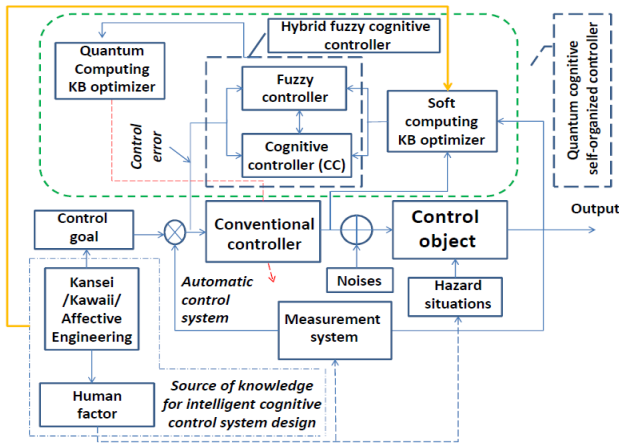 Quantum
Computing
KB optimizer
Hybrid fuzzy cognitive
controller
Fuzzy
controller
Cognitive
controller (CC)
Soft
computing
KB optimizer
Quantum cognitive
self-organized controller
Control
error
Control
goal
Conventional
controller
Control
object
Output
Kansei
/Kawaii/
Affective
Engineering
Automatic
control
system
Noises
Hazard
situations
Measurement
system
Human
factor
Source of knowledge
for intelligent cognitive
control system design